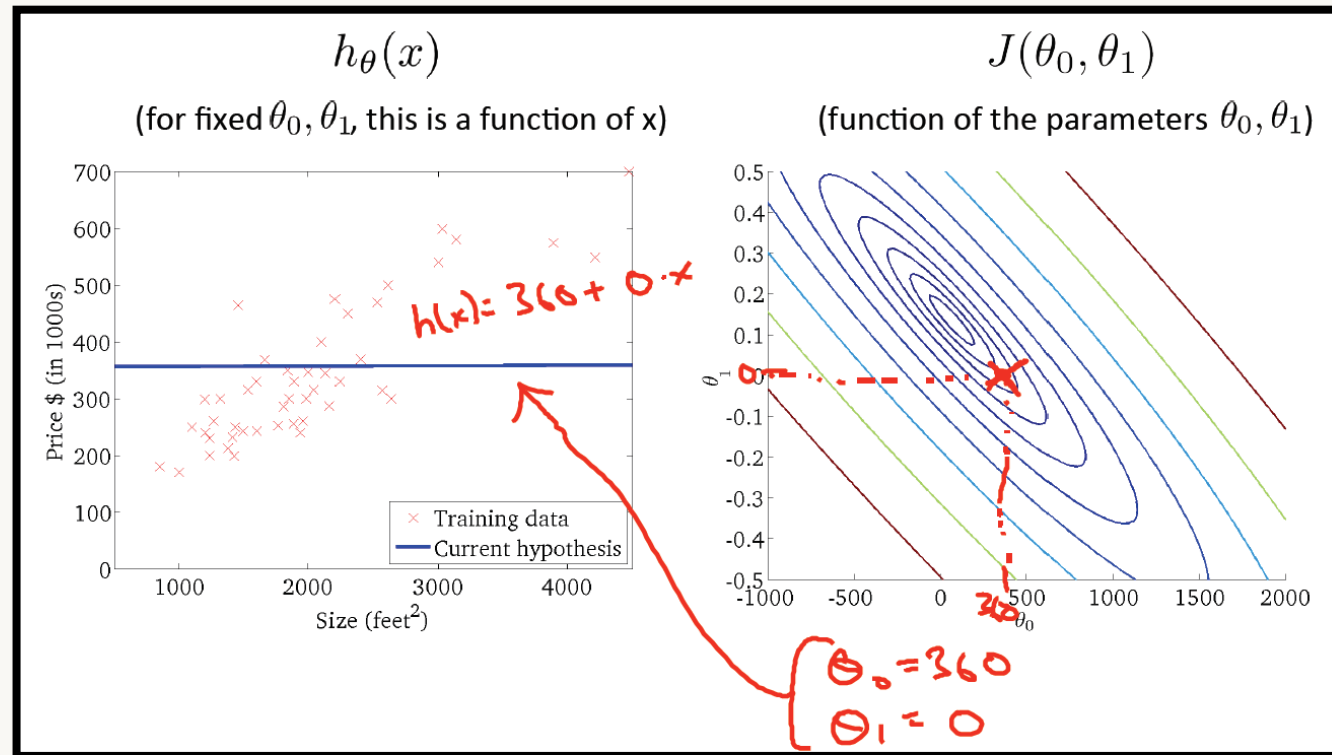 h_θ(x)
(for fixed θ₀, θ₁, this is a function of x)
700
600
500
400
300
200
100
0
Price $ (in 1000s)
h(x) = 360 + 0·x
× Training data
Current hypothesis
1000 2000 3000 4000
Size (feet²)
J(θ₀, θ₁)
(function of the parameters θ₀, θ₁)
0.5
0.4
0.3
0.2
0.1
0
-0.1
-0.2
-0.3
-0.4
-0.5
θ₁
0
-1000 -500 0 500 1000 1500 2000
360
θ₀
θ₀ = 360
θ₁ = 0